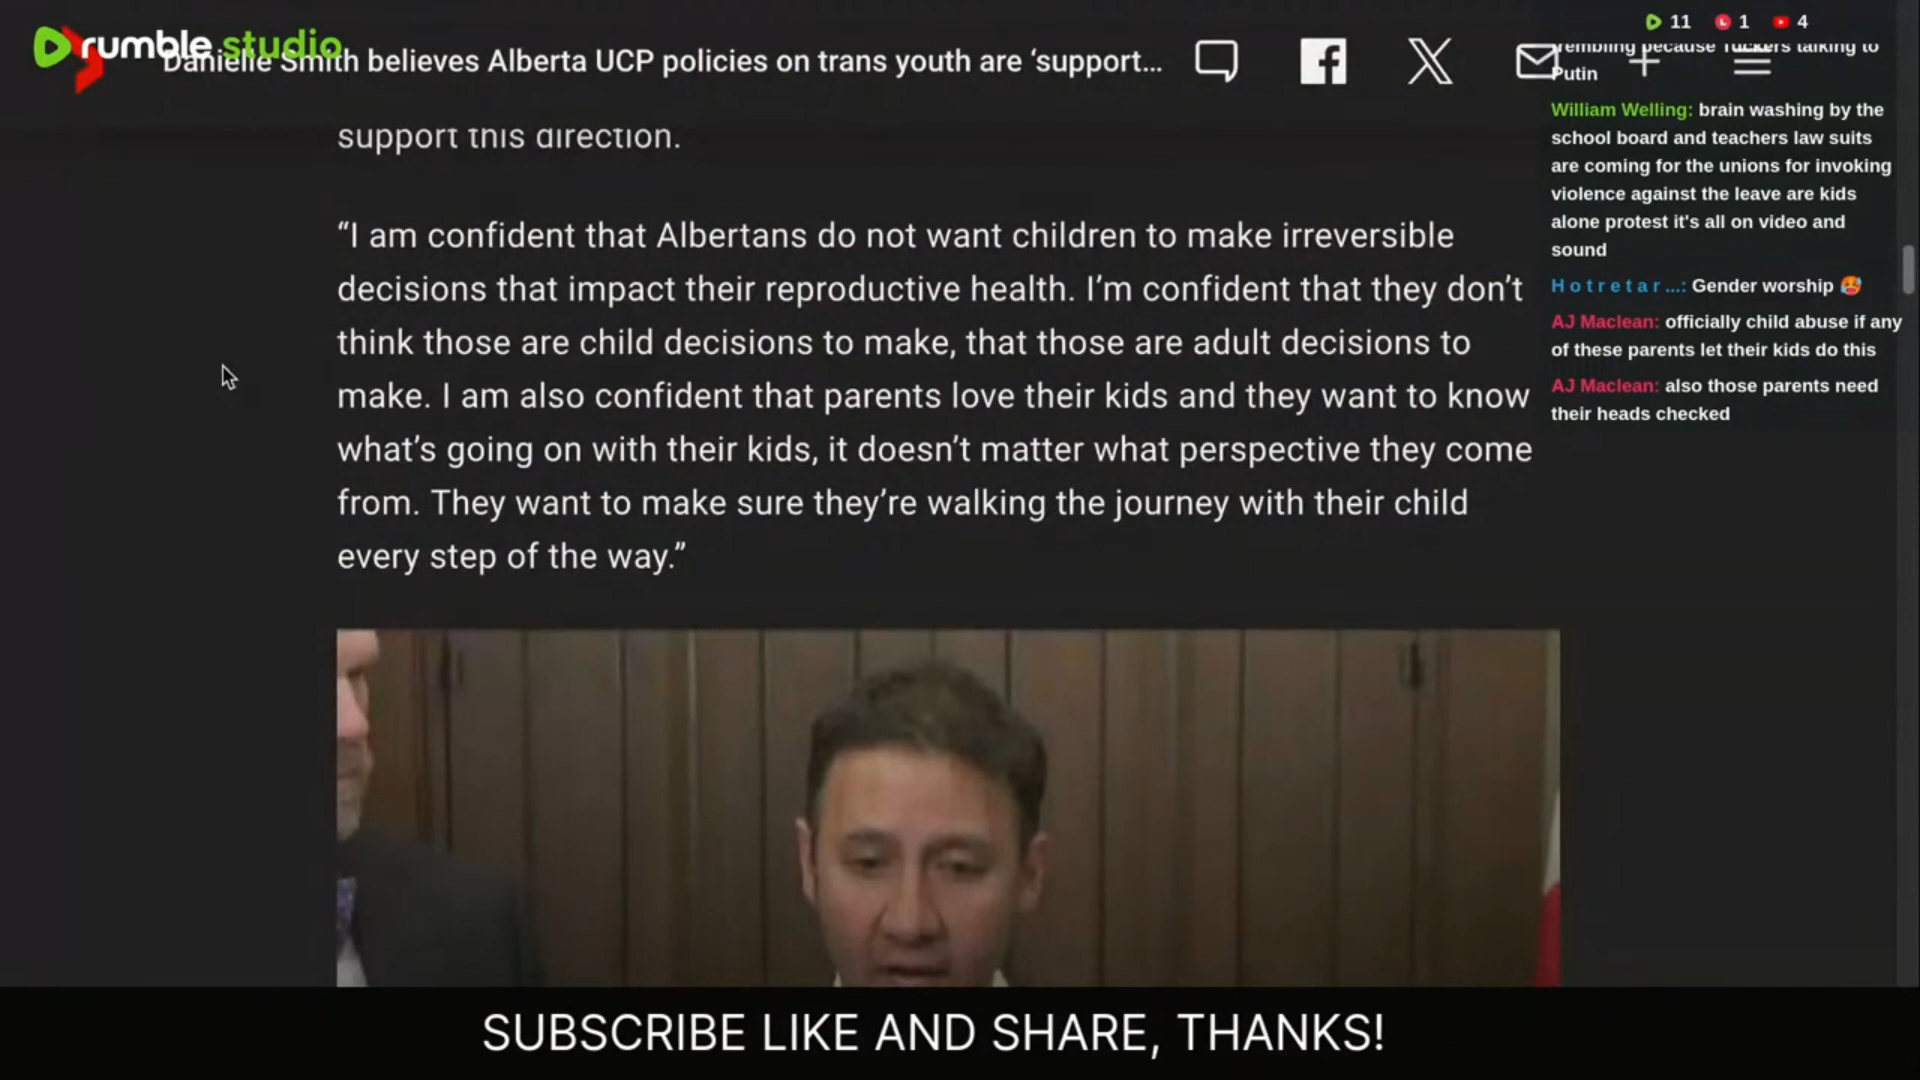 rumble studio
Danielle Smith believes Alberta UCP policies on trans youth are ‘support...
support this direction.
“I am confident that Albertans do not want children to make irreversible
decisions that impact their reproductive health. I’m confident that they don’t
think those are child decisions to make, that those are adult decisions to
make. I am also confident that parents love their kids and they want to know
what’s going on with their kids, it doesn’t matter what perspective they come
from. They want to make sure they’re walking the journey with their child
every step of the way.”
11 1 4
trembling because Tuckers talking to
Putin
William Welling: brain washing by the
school board and teachers law suits
are coming for the unions for invoking
violence against the leave are kids
alone protest it's all on video and
sound
H o t r e t a r ...: Gender worship 🥵
AJ Maclean: officially child abuse if any
of these parents let their kids do this
AJ Maclean: also those parents need
their heads checked
SUBSCRIBE LIKE AND SHARE, THANKS!